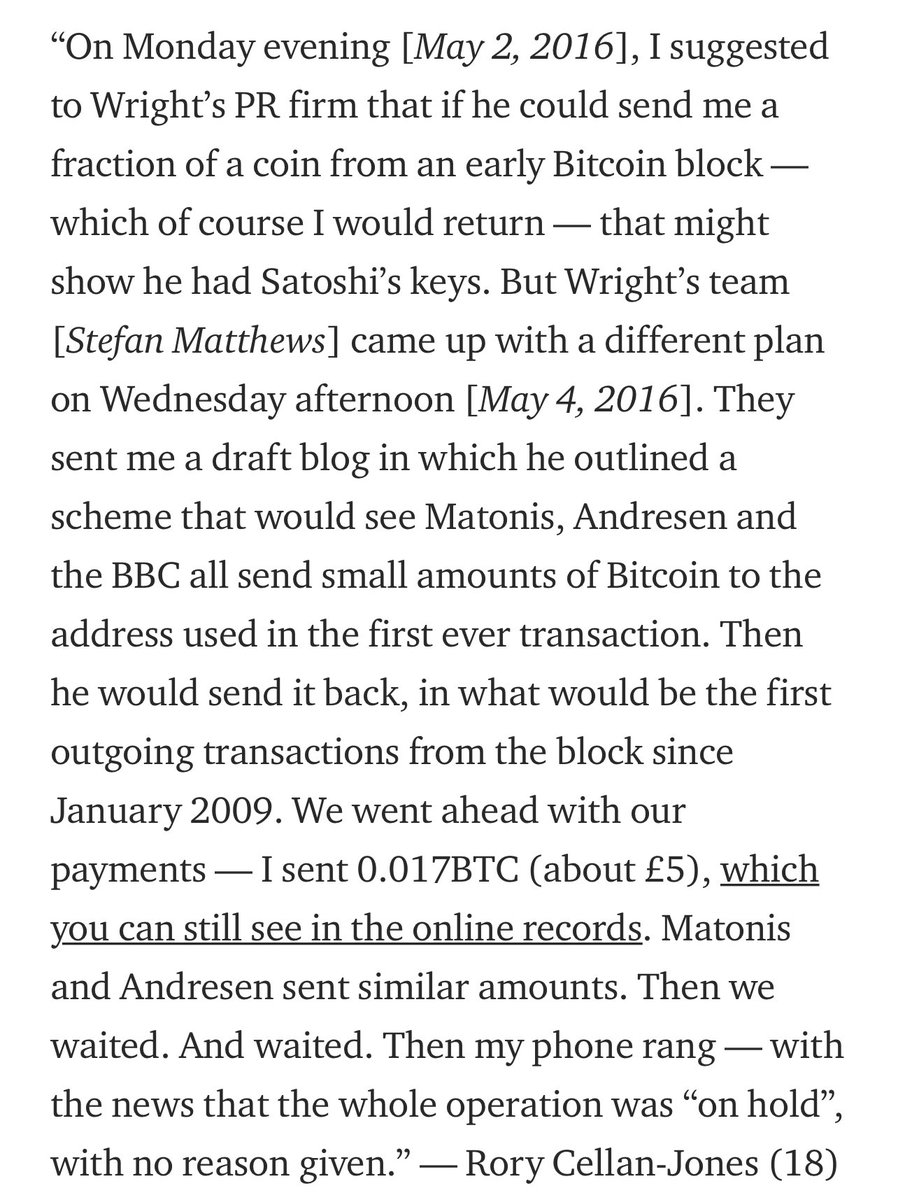 “On Monday evening [May 2, 2016], I suggested
to Wright’s PR firm that if he could send me a
fraction of a coin from an early Bitcoin block —
which of course I would return — that might
show he had Satoshi’s keys. But Wright’s team
[Stefan Matthews] came up with a different plan
on Wednesday afternoon [May 4, 2016]. They
sent me a draft blog in which he outlined a
scheme that would see Matonis, Andresen and
the BBC all send small amounts of Bitcoin to the
address used in the first ever transaction. Then
he would send it back, in what would be the first
outgoing transactions from the block since
January 2009. We went ahead with our
payments — I sent 0.017BTC (about £5), which
you can still see in the online records. Matonis
and Andresen sent similar amounts. Then we
waited. And waited. Then my phone rang — with
the news that the whole operation was “on hold”,
with no reason given.” — Rory Cellan-Jones (18)